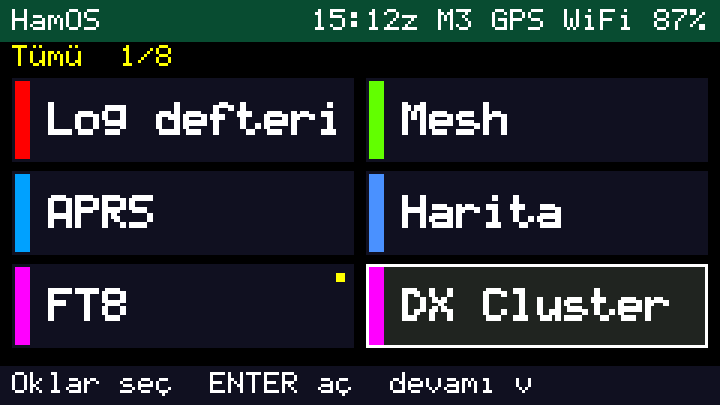 HamOS 15:12z M3 GPS WiFi 87%
Tümü 1/8
Log defteri Mesh
APRS Harita
FT8 DX Cluster
Oklar seç ENTER aç devamı v